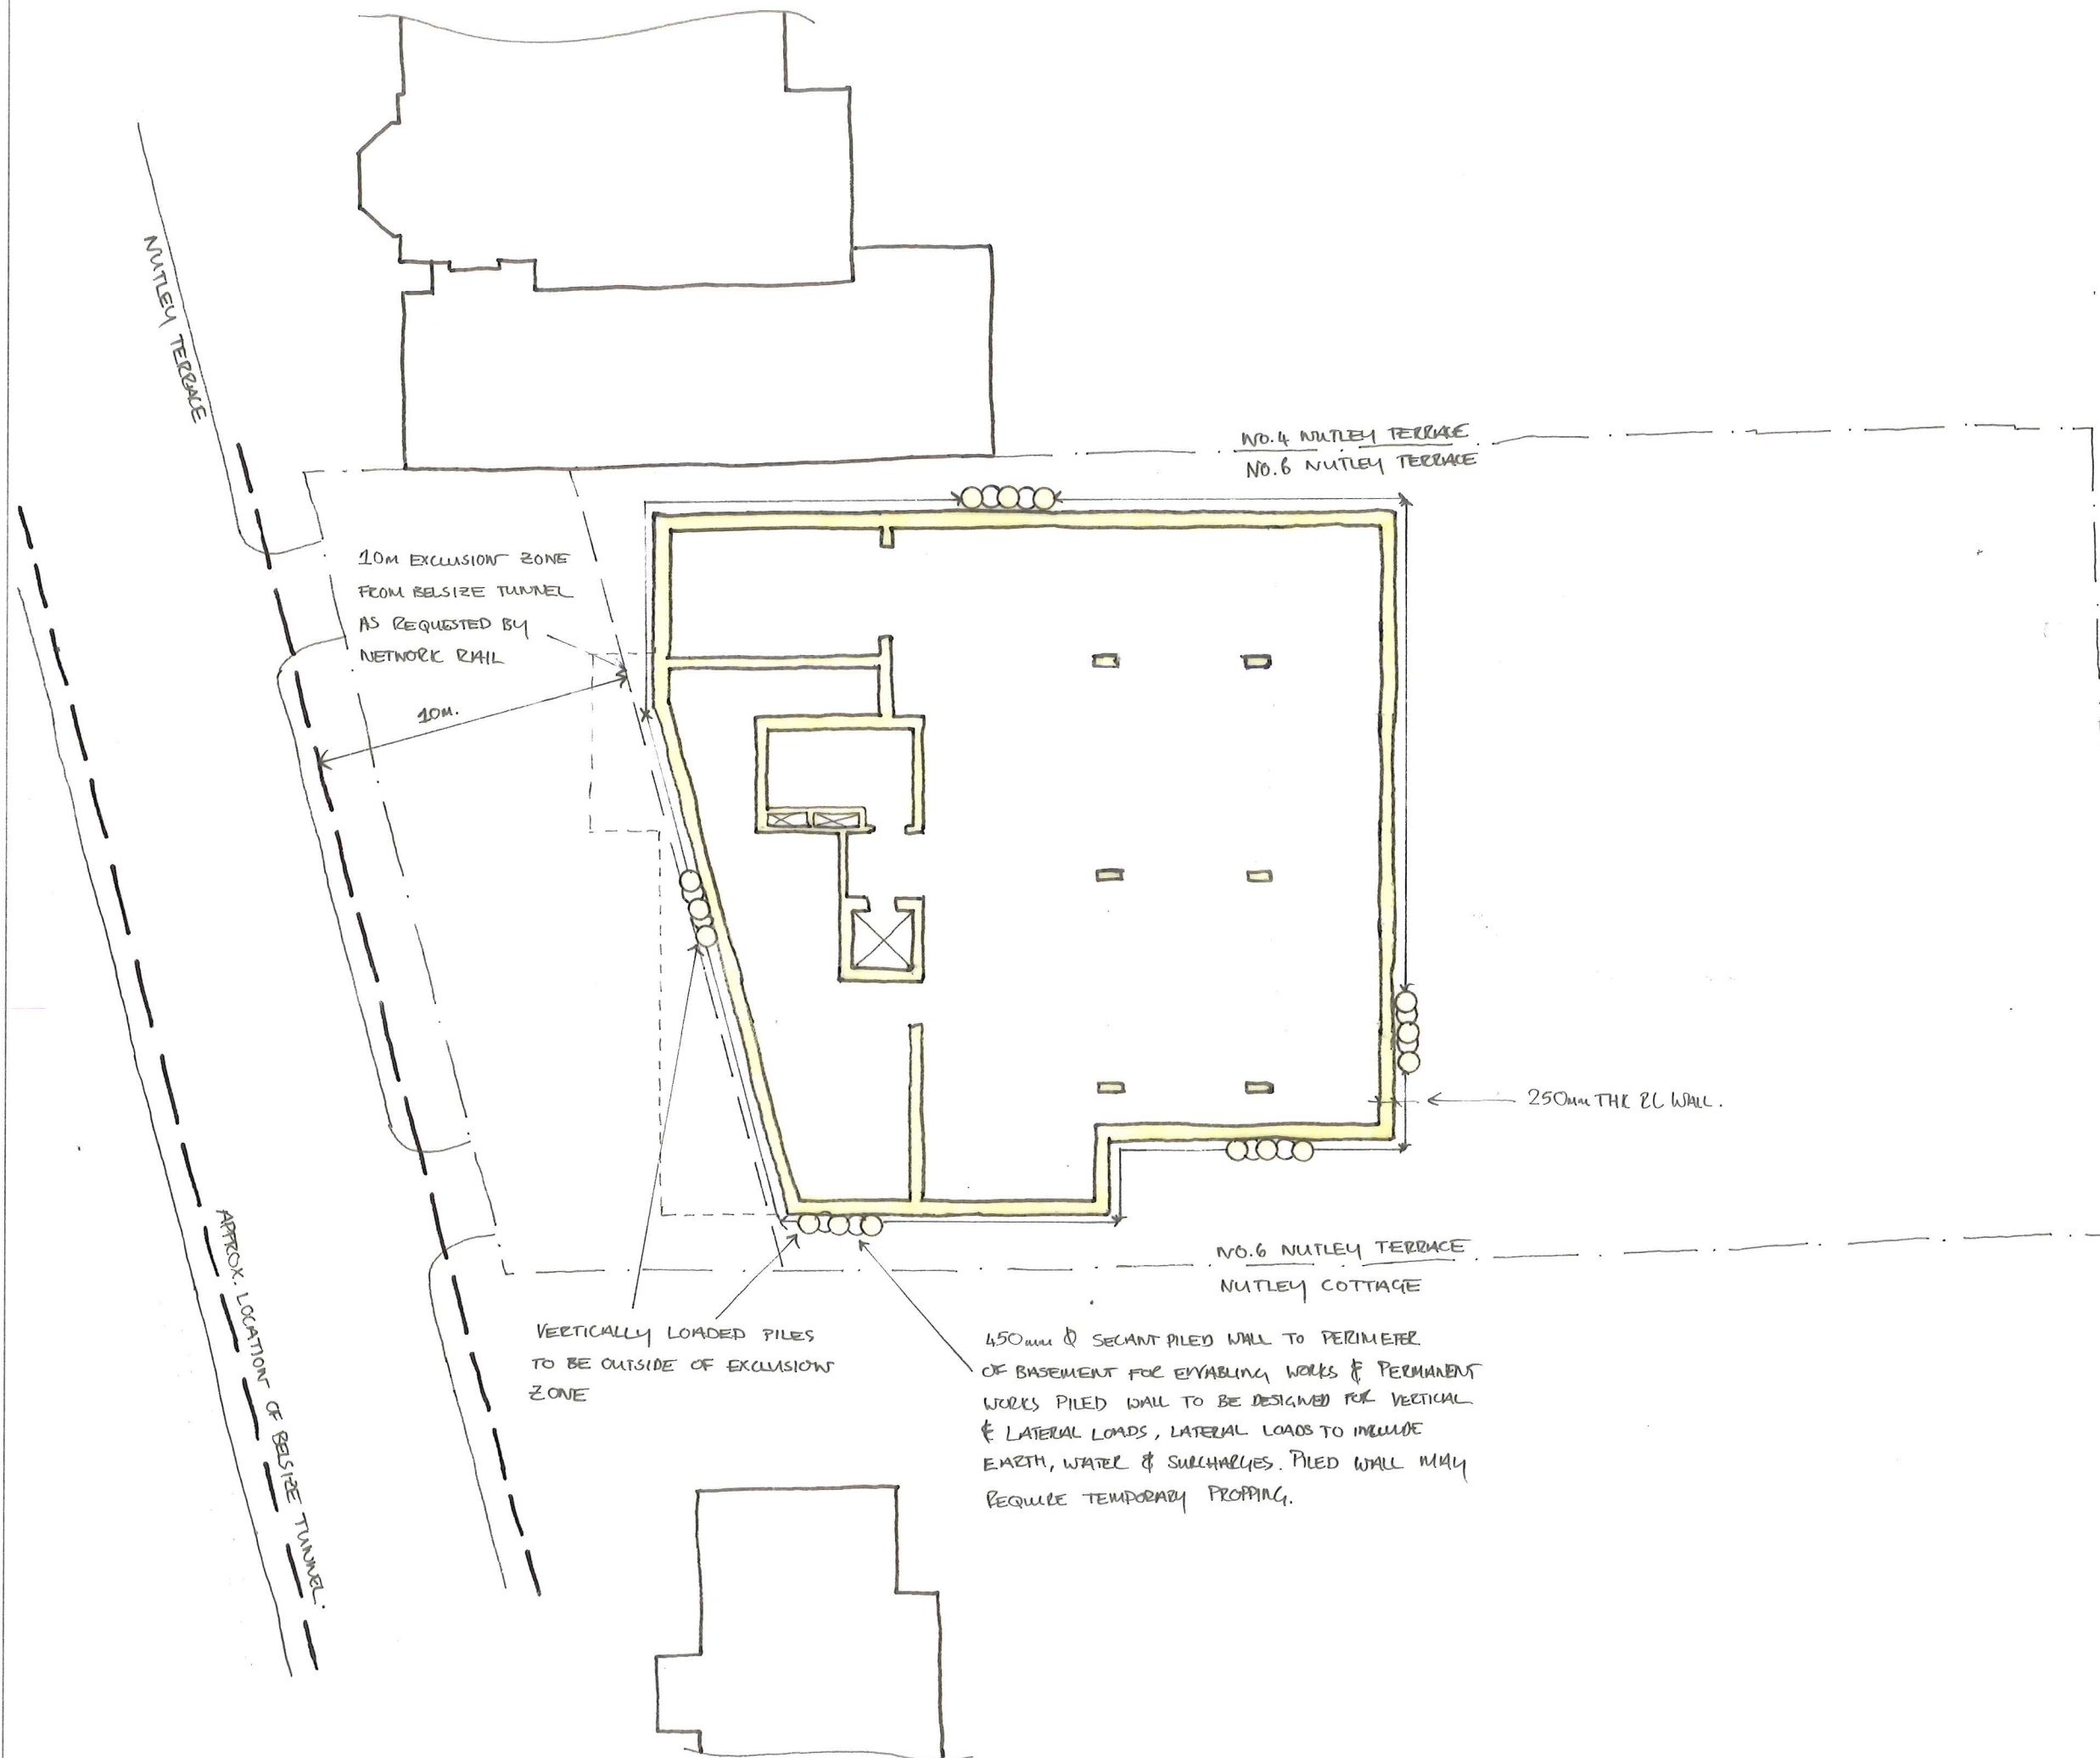 NUTLEY TERRACE
NO.4 NUTLEY TERRACE
NO.6 NUTLEY TERRACE
10M EXCLUSION ZONE
FROM BELSIZE TUNNEL
AS REQUESTED BY
NETWORK RAIL
10M.
250mm THK RC WALL.
APPROX. LOCATION OF BELSIZE TUNNEL.
NO.6 NUTLEY TERRACE
NUTLEY COTTAGE
VERTICALLY LOADED PILES
TO BE OUTSIDE OF EXCLUSION
ZONE
450mm Φ SECANT PILED WALL TO PERIMETER
OF BASEMENT FOR ENABLING WORKS & PERMANENT
WORKS PILED WALL TO BE DESIGNED FOR VERTICAL
& LATERAL LOADS, LATERAL LOADS TO INCLUDE
EARTH, WATER & SURCHARGES. PILED WALL MAY
REQUIRE TEMPORARY PROPPING.